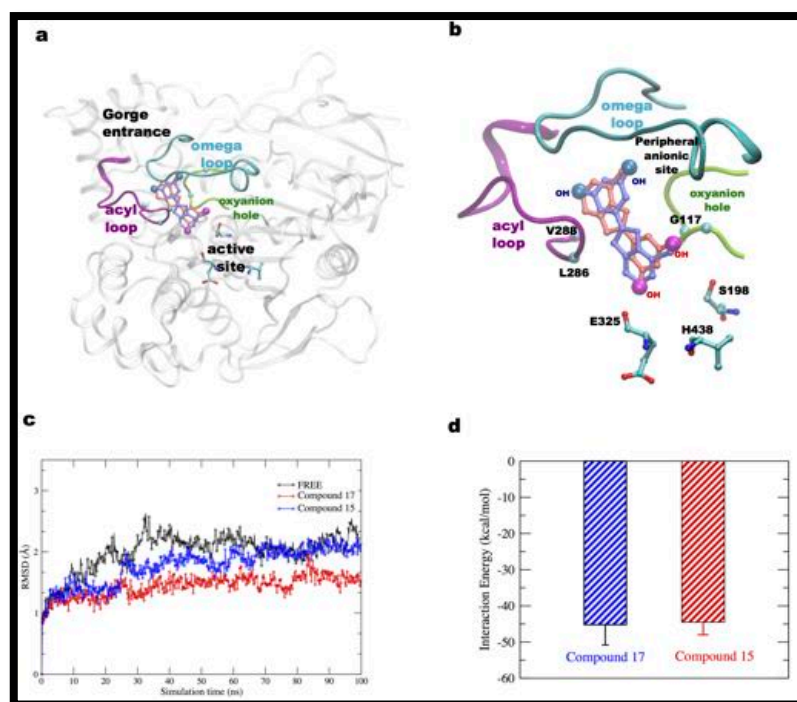 a
Gorge
entrance
omega
loop
acyl
loop
oxyanion
hole
active
site
b
omega
loop
Peripheral
anionic
site
OH
OH
oxyanion
hole
G117
acyl
loop
V288
L286
OH
OH
S198
E325
H438
c
FREE
Compound 17
Compound 15
RMSD (Å)
3
2
1
0
0 10 20 30 40 50 60 70 80 90 100
Simulation time (ns)
d
Interaction Energy (kcal/mol)
0
-10
-20
-30
-40
-50
-60
Compound 17
Compound 15